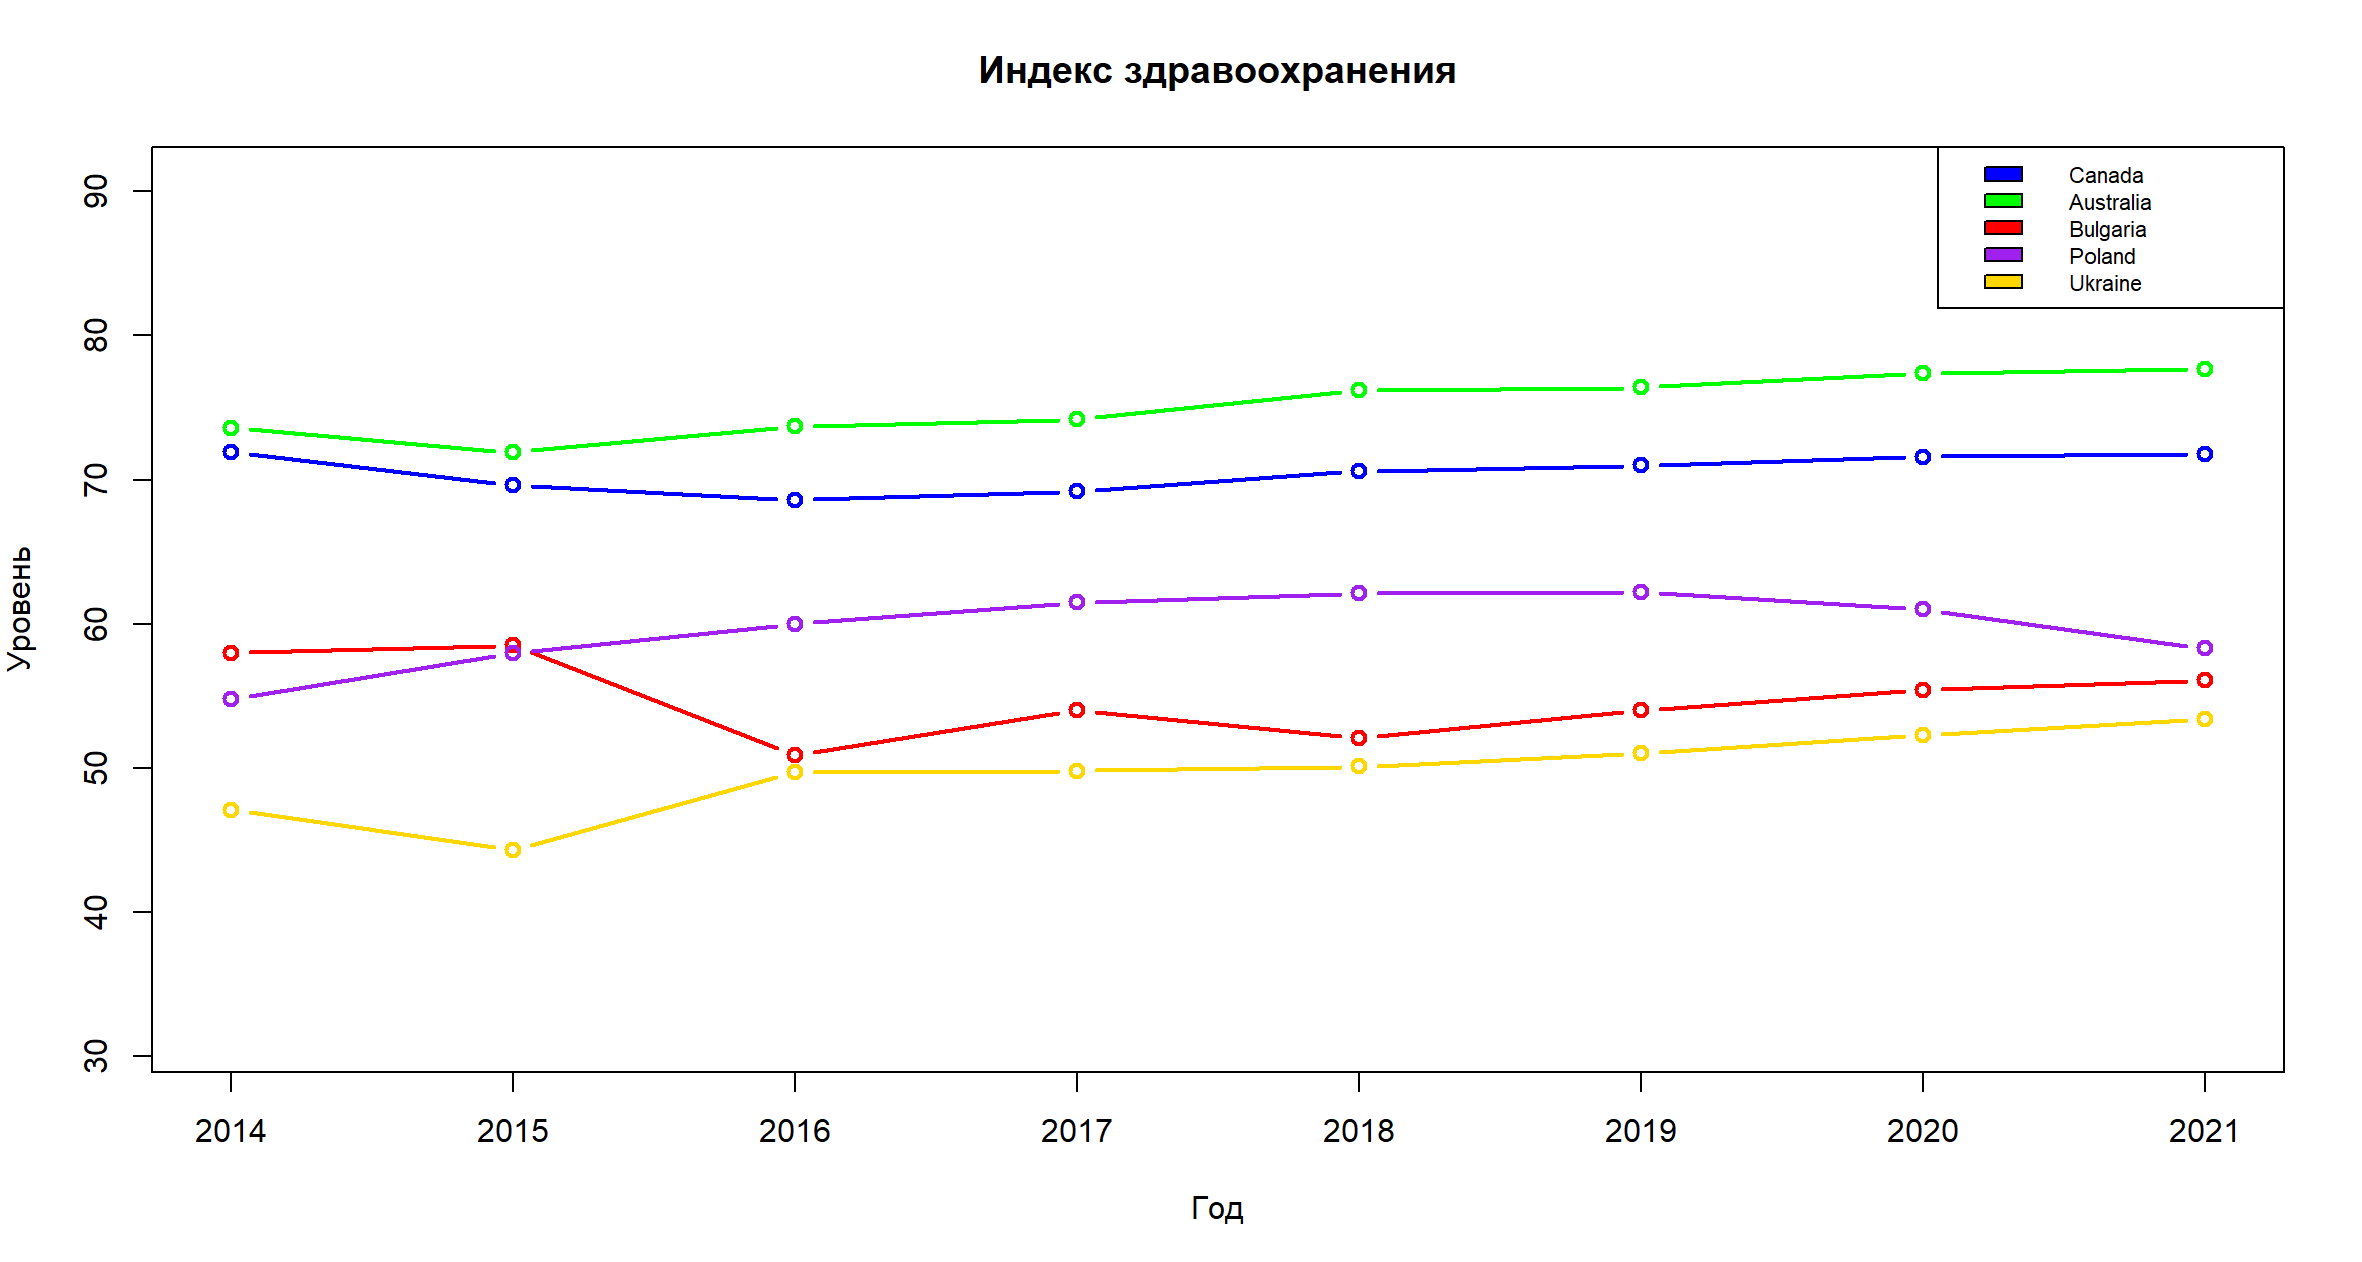 Индекс здравоохранения
Canada
Australia
Bulgaria
Poland
Ukraine
Уровень
90
80
70
60
50
40
30
2014 2015 2016 2017 2018 2019 2020 2021
Год